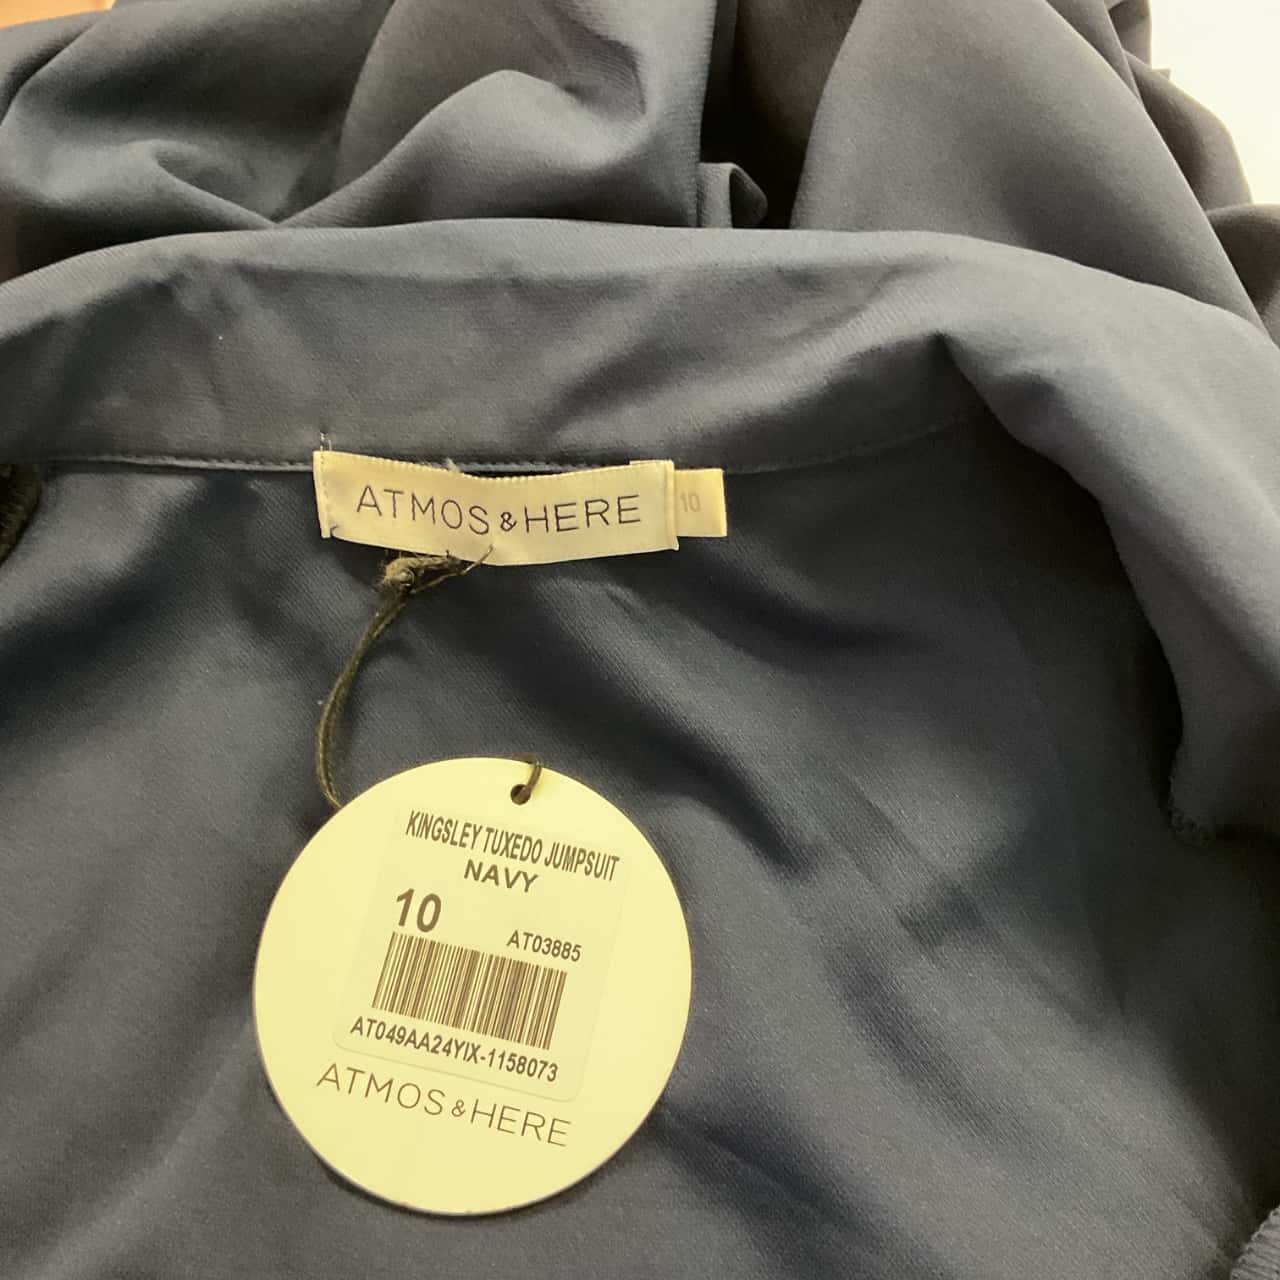 ATMOS & HERE
10
KINGSLEY TUXEDO JUMPSUIT
NAVY
10
AT03885
AT049AA24YIX-1158073
ATMOS & HERE